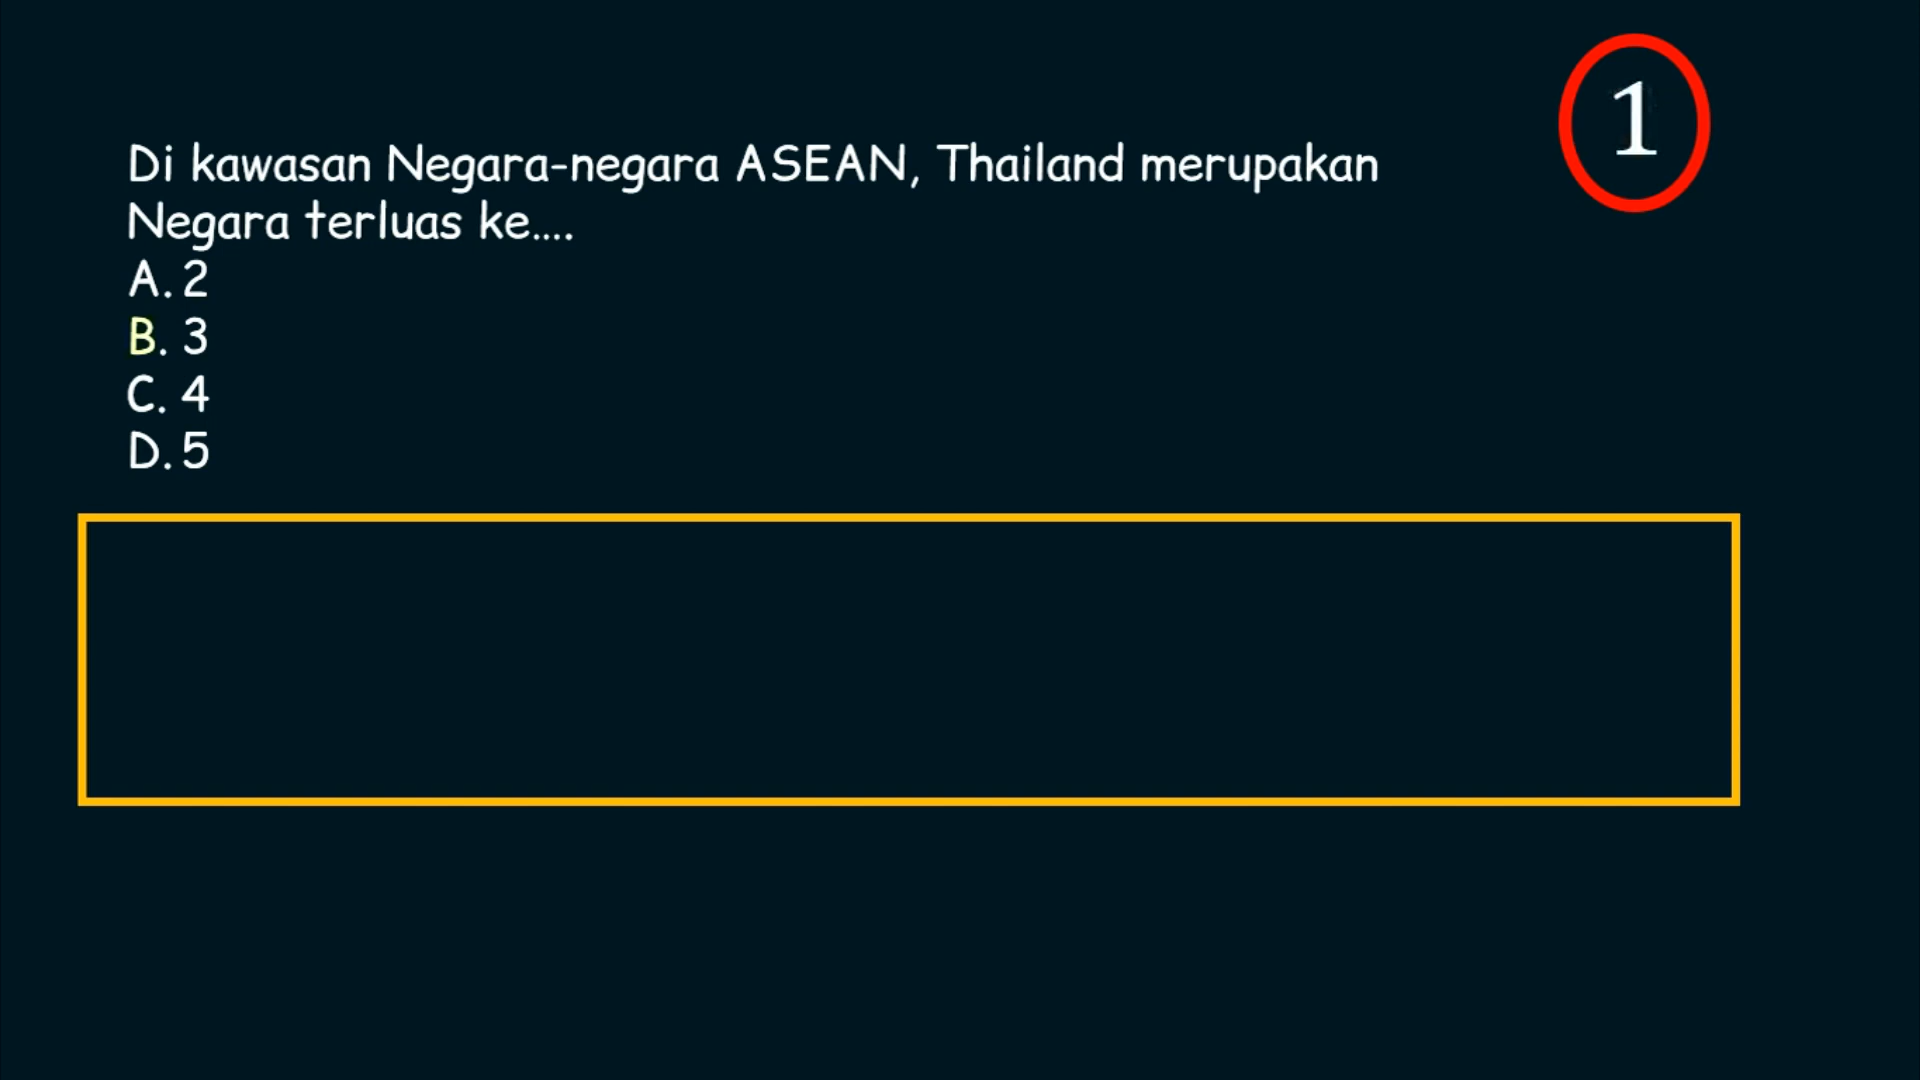 1
Di kawasan Negara-negara ASEAN, Thailand merupakan
Negara terluas ke....
A. 2
B. 3
C. 4
D. 5